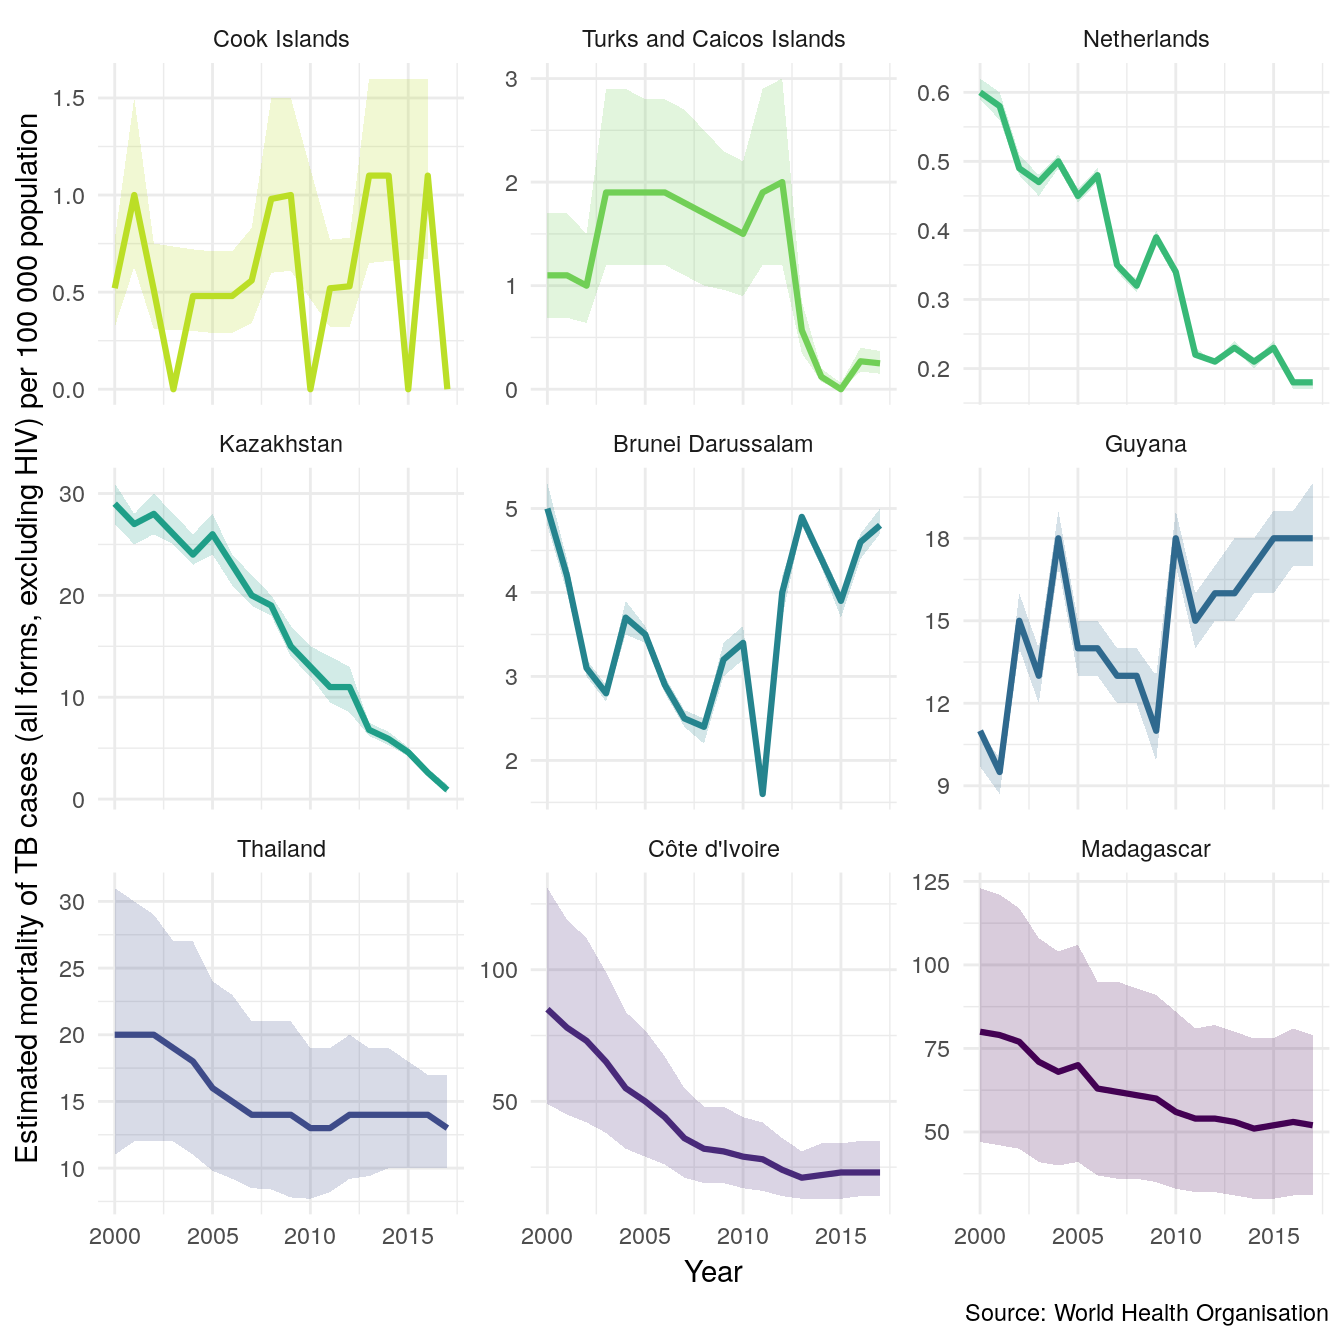 Cook Islands
Turks and Caicos Islands
Netherlands
1.5
1.0
0.5
0.0
3
2
1
0
0.6
0.5
0.4
0.3
0.2
Kazakhstan
Brunei Darussalam
Guyana
30
20
10
0
5
4
3
2
18
15
12
9
Thailand
Côte d'Ivoire
Madagascar
30
25
20
15
10
100
50
125
100
75
50
2000 2005 2010 2015
2000 2005 2010 2015
2000 2005 2010 2015
Estimated mortality of TB cases (all forms, excluding HIV) per 100 000 population
Year
Source: World Health Organisation